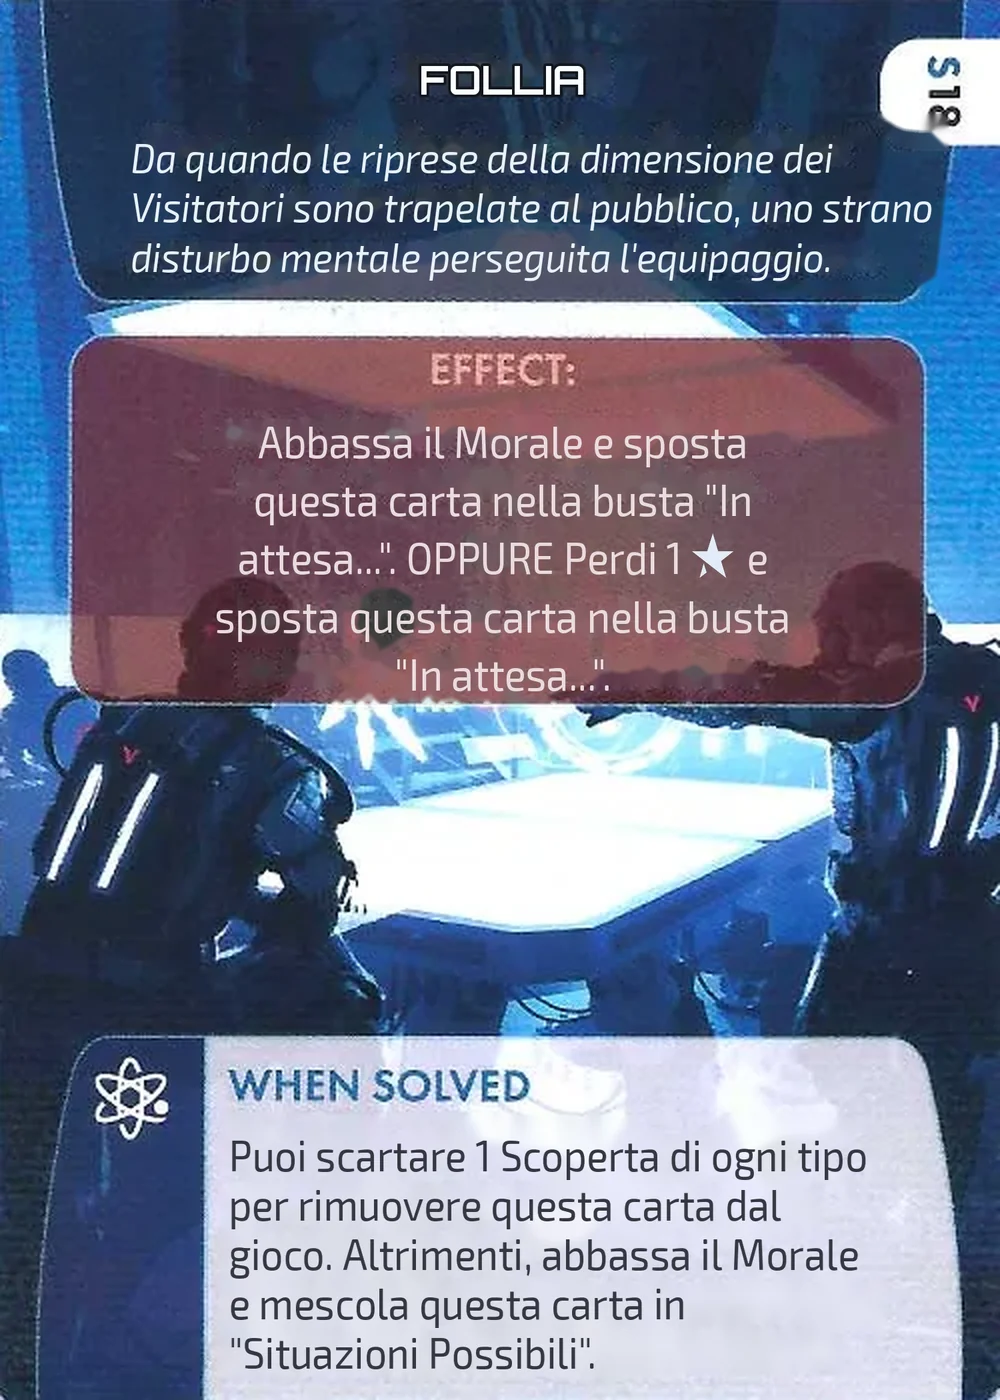 FOLLIA
S18
Da quando le riprese della dimensione dei
Visitatori sono trapelate al pubblico, uno strano
disturbo mentale perseguita l'equipaggio.
EFFECT:
Abbassa il Morale e sposta
questa carta nella busta "In
attesa...". OPPURE Perdi 1 ★ e
sposta questa carta nella busta
"In attesa...".
WHEN SOLVED
Puoi scartare 1 Scoperta di ogni tipo
per rimuovere questa carta dal
gioco. Altrimenti, abbassa il Morale
e mescola questa carta in
"Situazioni Possibili".